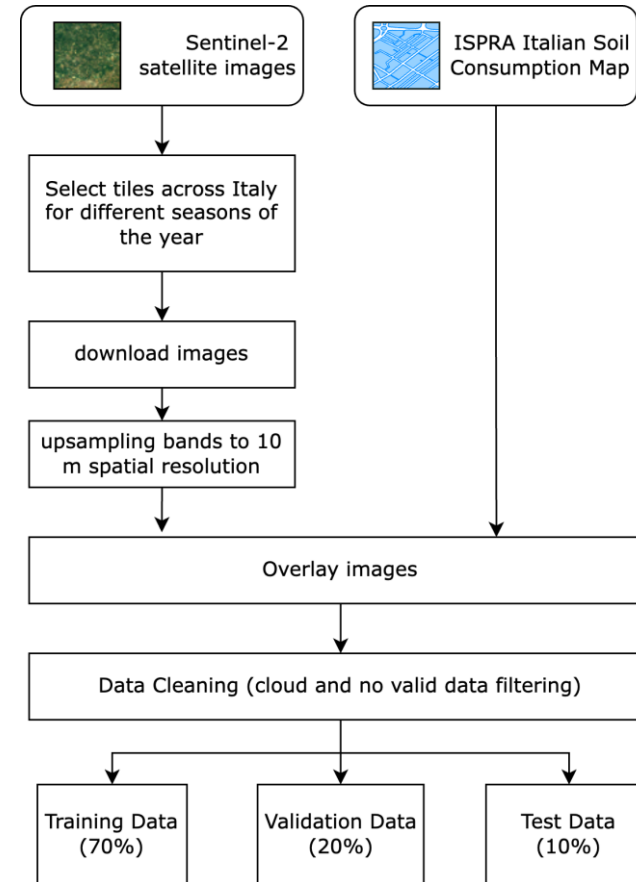 Sentinel-2
satellite images
ISPRA Italian Soil
Consumption Map
Select tiles across Italy
for different seasons of
the year
download images
upsampling bands to 10
m spatial resolution
Overlay images
Data Cleaning (cloud and no valid data filtering)
Training Data
(70%)
Validation Data
(20%)
Test Data
(10%)